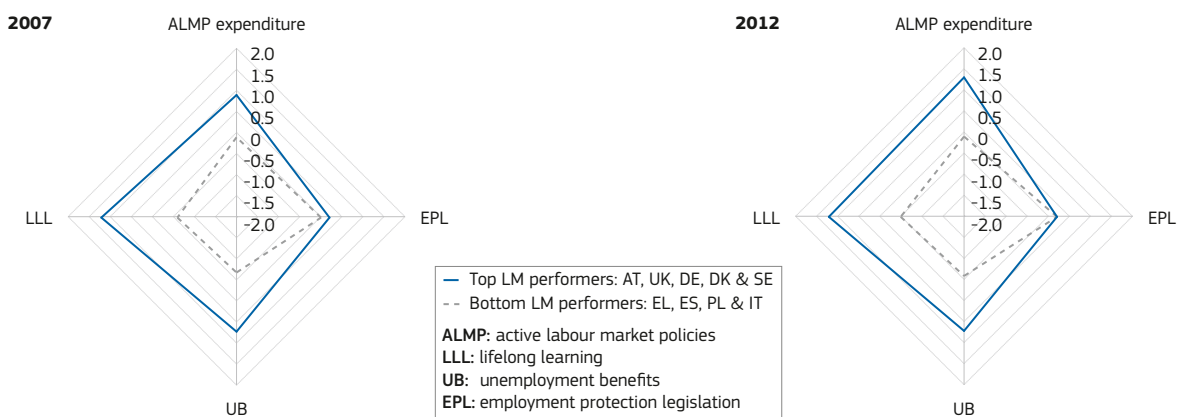 2007
ALMP expenditure
2.0
1.5
1.0
0.5
0
-0.5
-1.0
-1.5
-2.0
LLL
EPL
UB
2012
ALMP expenditure
2.0
1.5
1.0
0.5
0
-0.5
-1.0
-1.5
-2.0
LLL
EPL
UB
Top LM performers: AT, UK, DE, DK & SE
Bottom LM performers: EL, ES, PL & IT
ALMP: active labour market policies
LLL: lifelong learning
UB: unemployment benefits
EPL: employment protection legislation